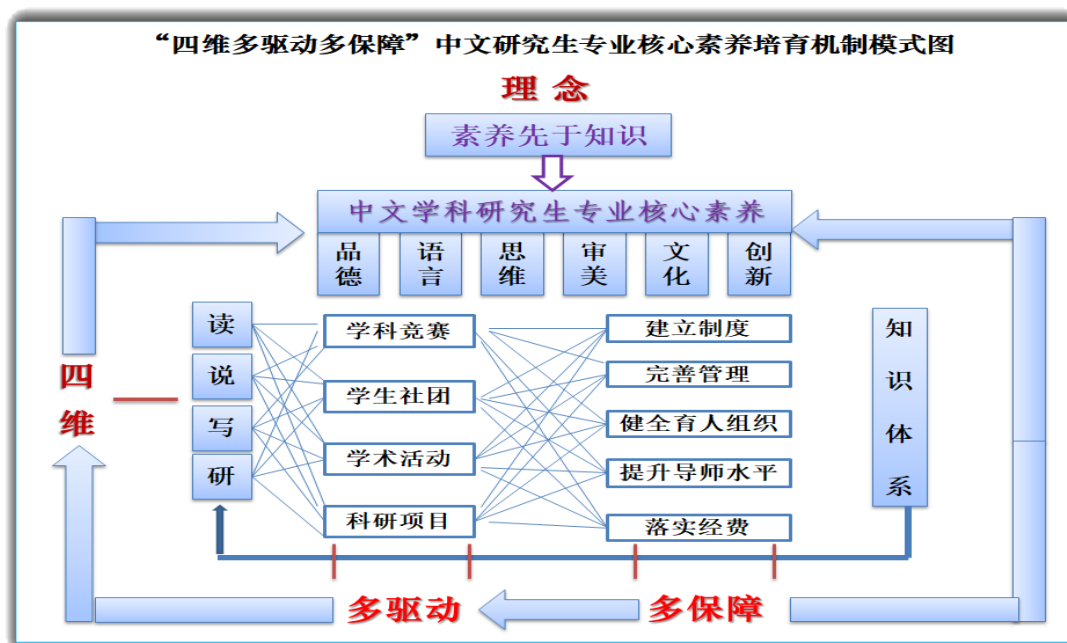 “四维多驱动多保障”中文研究生专业核心素养培育机制模式图
理念
素养先于知识
中文学科研究生专业核心素养
品德
语言
思维
审美
文化
创新
四维
读
说
写
研
学科竞赛
学生社团
学术活动
科研项目
建立制度
完善管理
健全育人组织
提升导师水平
落实经费
知识体系
多驱动
多保障